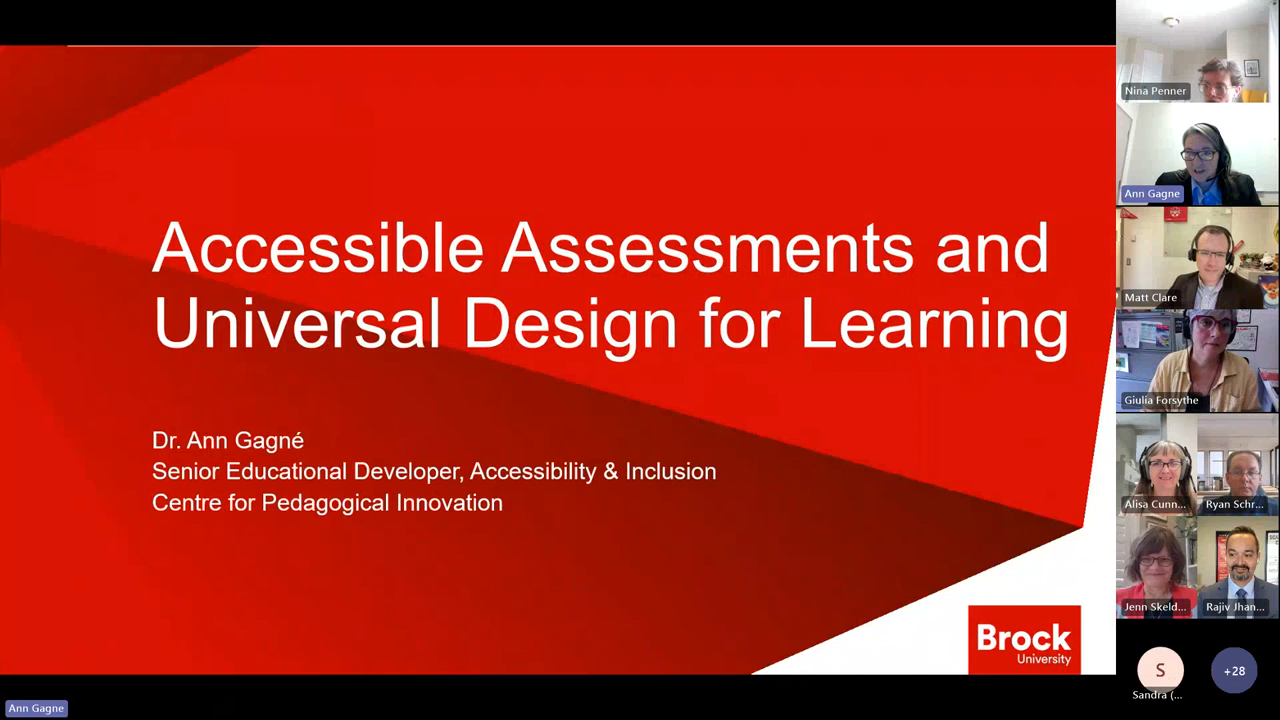 Accessible Assessments and
Universal Design for Learning
Dr. Ann Gagné
Senior Educational Developer, Accessibility & Inclusion
Centre for Pedagogical Innovation
Brock
University
Ann Gagne
Nina Penner
Ann Gagne
Matt Clare
Giulia Forsythe
Alisa Cunn...
Ryan Schr...
Jenn Skeld...
Rajiv Jhan...
S
Sandra (...
+28